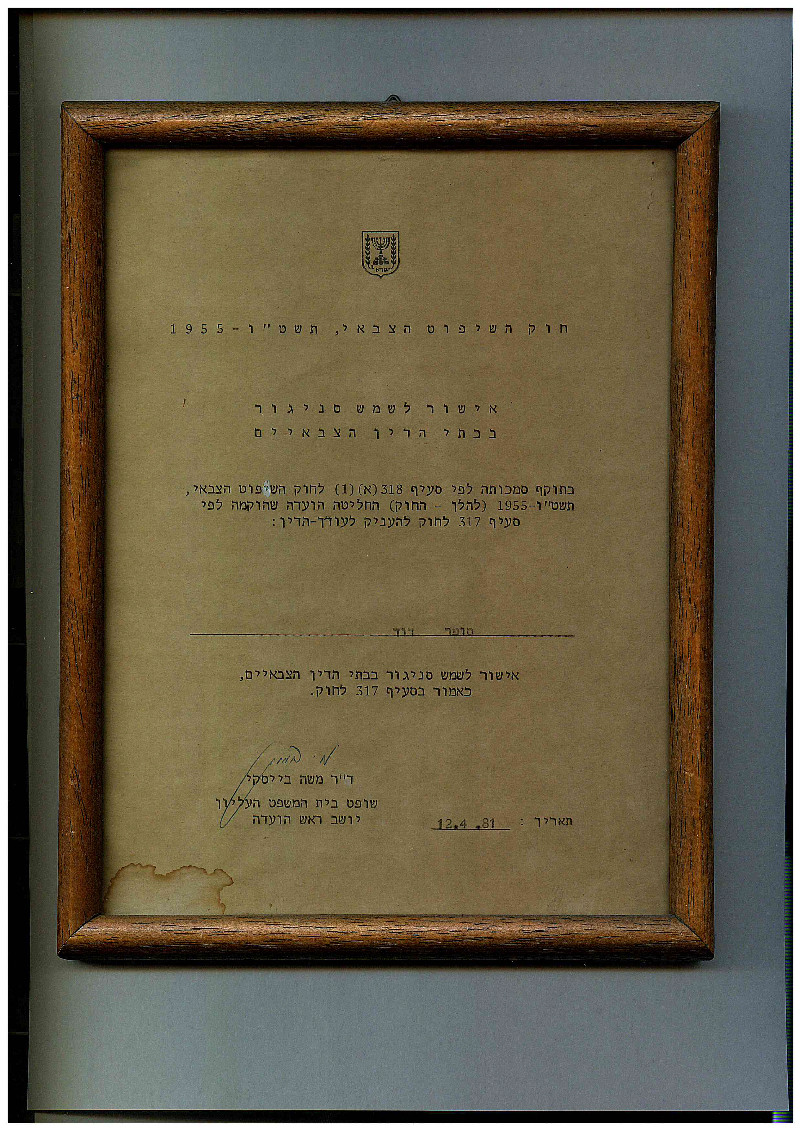 חוק השיפוט הצבאי, תשט"ו-1955
אישור לשמש סניגור
בבתי הדין הצבאיים
בתוקף סמכותה לפי סעיף 318(א)(1) לחוק השיפוט הצבאי,
תשט"ו-1955 (להלן - החוק) החליטה הועדה שהוקמה לפי
סעיף 317 לחוק להעניק לעורך-הדין:
סופר דוד
אישור לשמש סניגור בבתי הדין הצבאיים,
כאמור בסעיף 317 לחוק.
ד"ר משה בייסקי
שופט בית המשפט העליון
יושב ראש הועדה
תאריך: 12.4.81